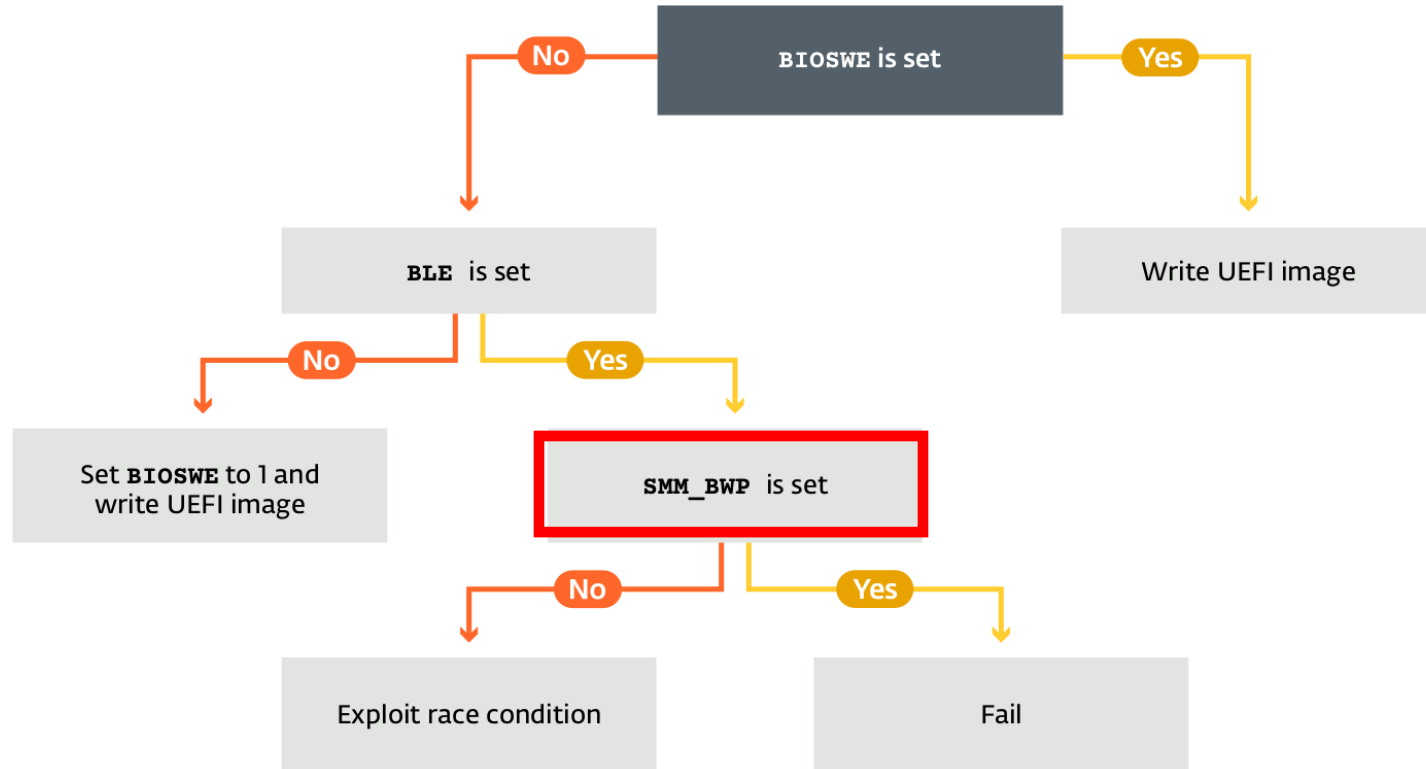 BIOSWE is set
No
Yes
BLE is set
Write UEFI image
No
Yes
Set BIOSWE to 1 and
write UEFI image
SMM_BWP is set
No
Yes
Exploit race condition
Fail